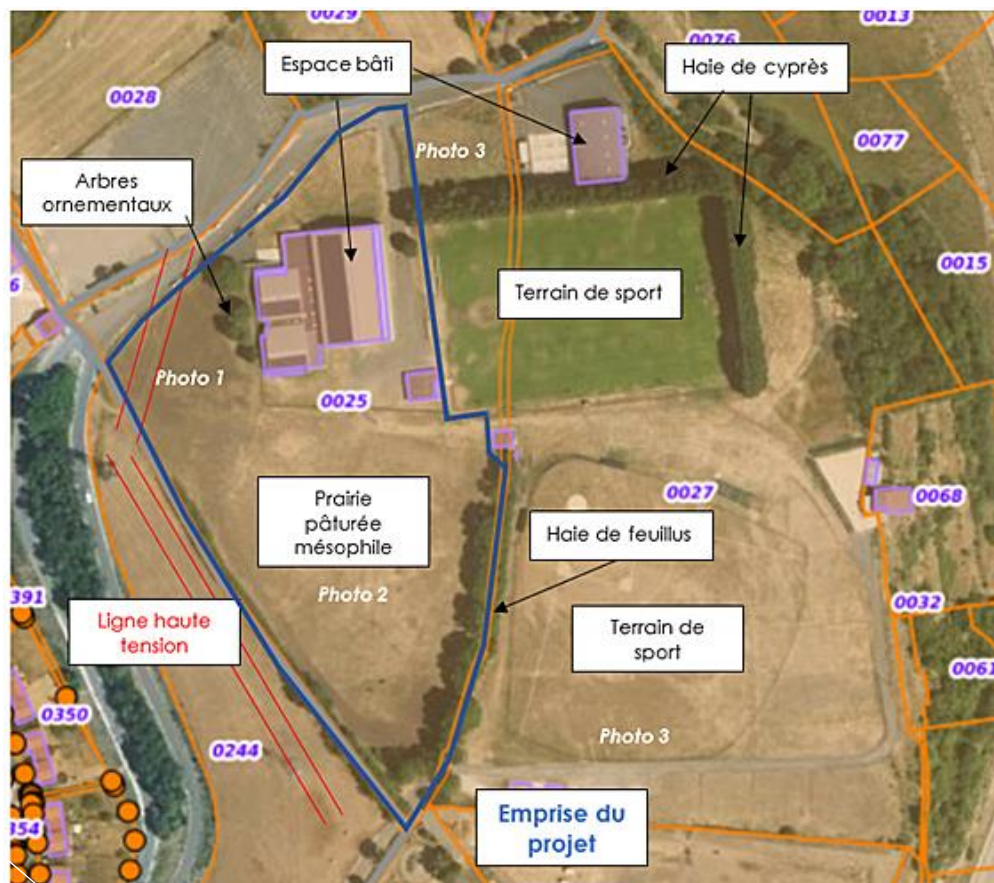 0029
0013
0076
Espace bâti
Haie de cyprès
0028
0077
Photo 3
Arbres
ornementaux
0015
6
Terrain de sport
Photo 1
0025
Prairie
pâturée
mésophile
0027
0068
Haie de feuillus
Photo 2
391
0032
Ligne haute
tension
Terrain de
sport
0061
0350
0244
Photo 3
354
Emprise du
projet